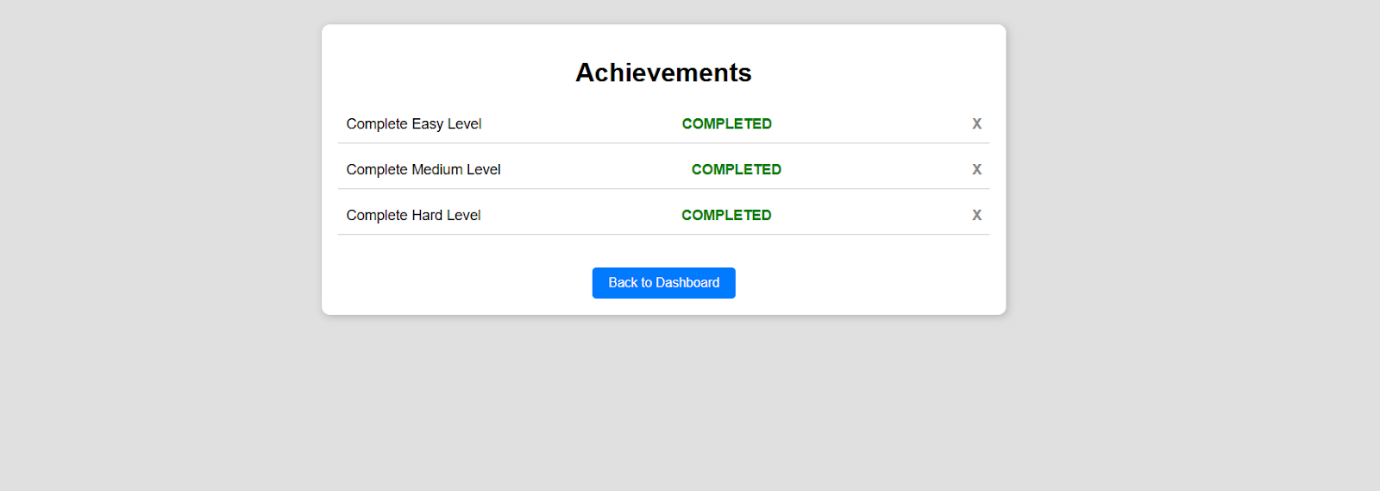 Achievements
Complete Easy Level COMPLETED X
Complete Medium Level COMPLETED X
Complete Hard Level COMPLETED X
Back to Dashboard